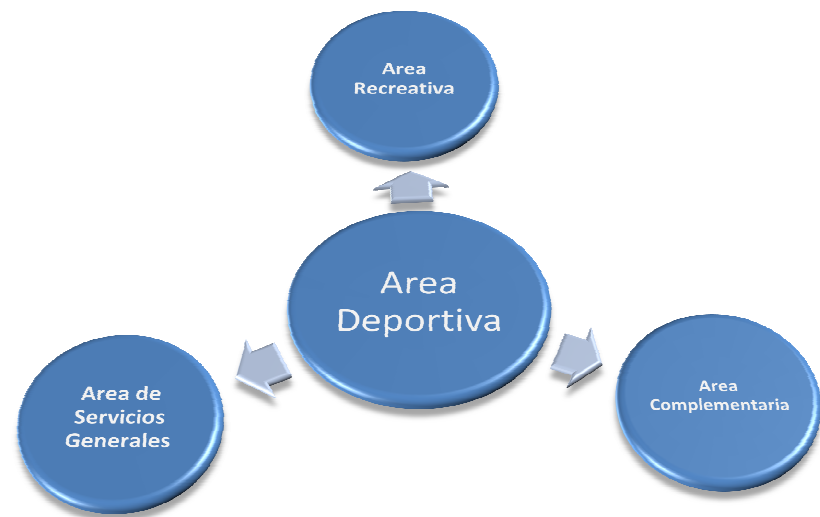 Area
Recreativa
Area
Deportiva
Area de
Servicios
Generales
Area
Complementaria